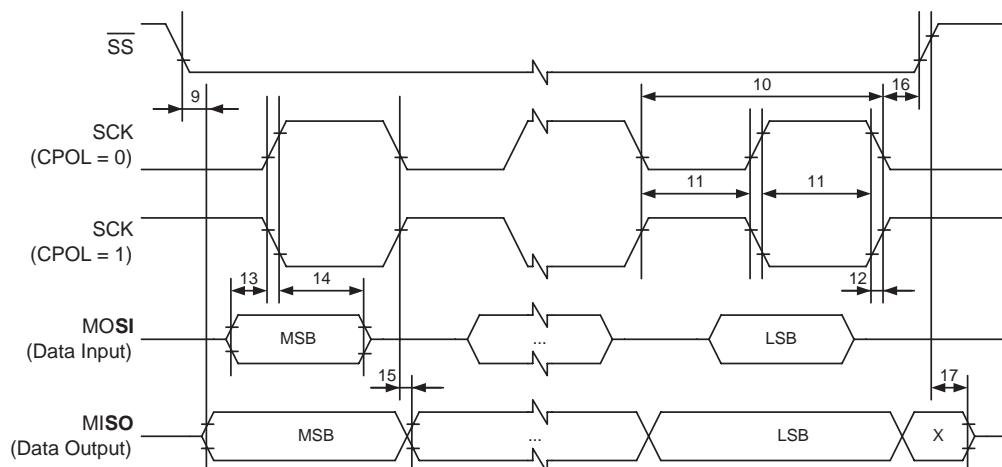 SS
9
10
16
SCK
(CPOL = 0)
11
11
SCK
(CPOL = 1)
13
14
12
MOSI
(Data Input)
MSB
...
LSB
15
17
MISO
(Data Output)
MSB
...
LSB
X